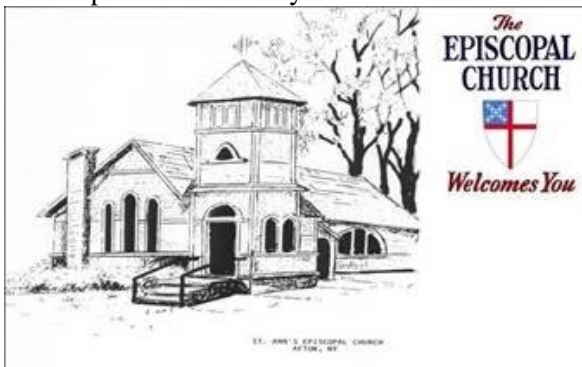 The
EPISCOPAL
CHURCH
Welcomes You
ST. ANN'S EPISCOPAL CHURCH
AFTON, NY